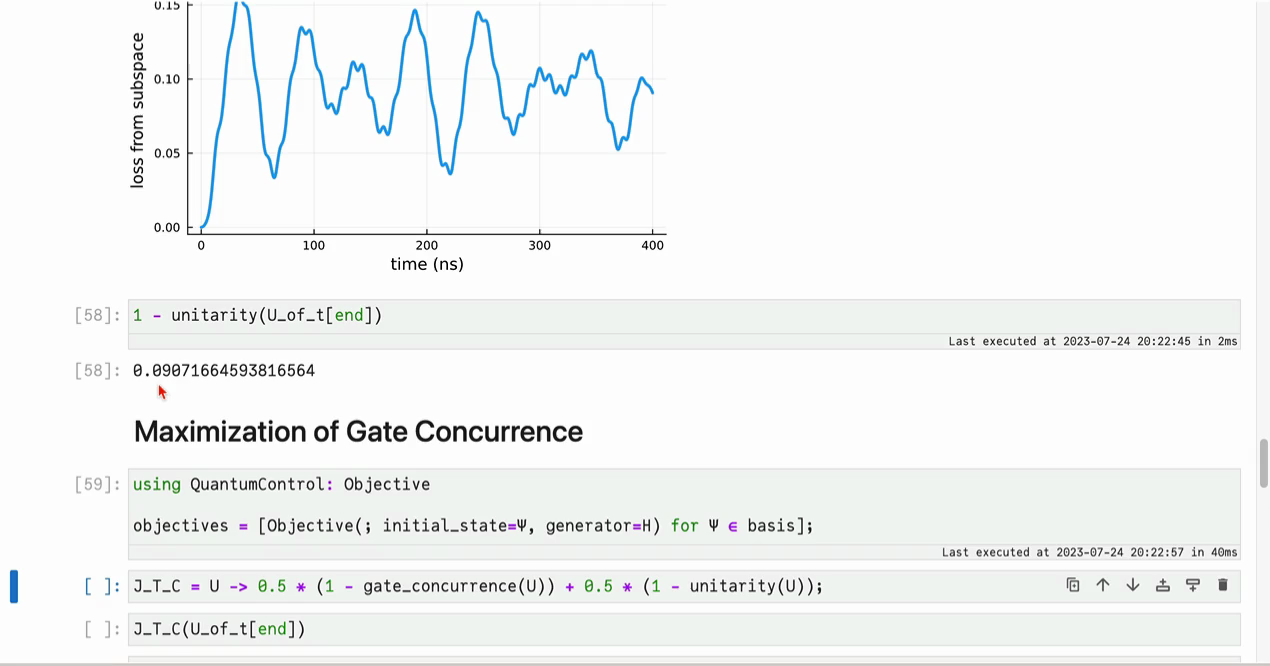 0.15
0.10
0.05
0.00
loss from subspace
0 100 200 300 400
time (ns)
[58]: 1 - unitarity(U_of_t[end])
Last executed at 2023-07-24 20:22:45 in 2ms
[58]: 0.09071664593816564
Maximization of Gate Concurrence
[59]: using QuantumControl: Objective
objectives = [Objective(; initial_state=Ψ, generator=H) for Ψ ∈ basis];
Last executed at 2023-07-24 20:22:57 in 40ms
[ ]: J_T_C = U -> 0.5 * (1 - gate_concurrence(U)) + 0.5 * (1 - unitarity(U));
[ ]: J_T_C(U_of_t[end])